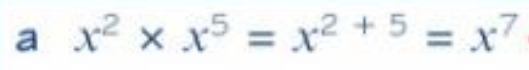 a x² × x⁵ = x²⁺⁵ = x⁷